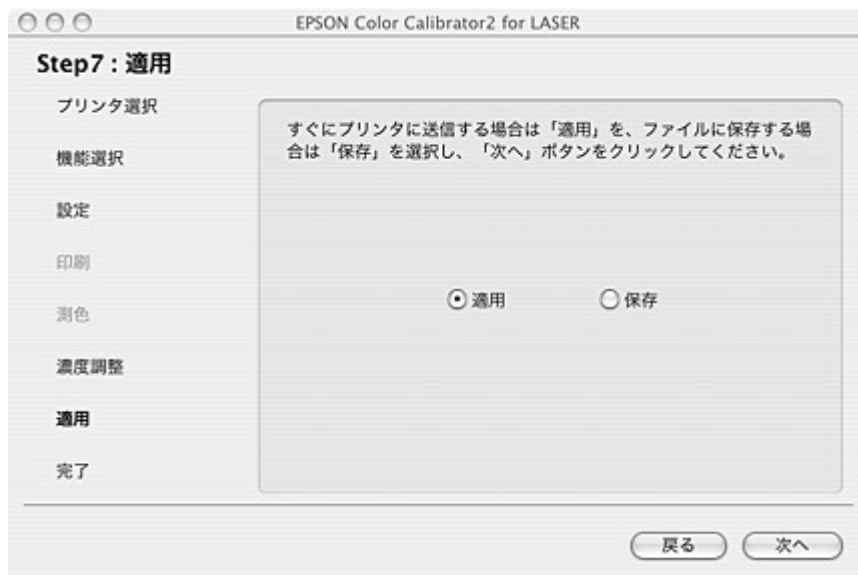 EPSON Color Calibrator2 for LASER
Step7 : 適用
プリンタ選択
機能選択
設定
印刷
測色
濃度調整
適用
完了
すぐにプリンタに送信する場合は「適用」を、ファイルに保存する場
合は「保存」を選択し、「次へ」ボタンをクリックしてください。
適用
保存
戻る
次へ